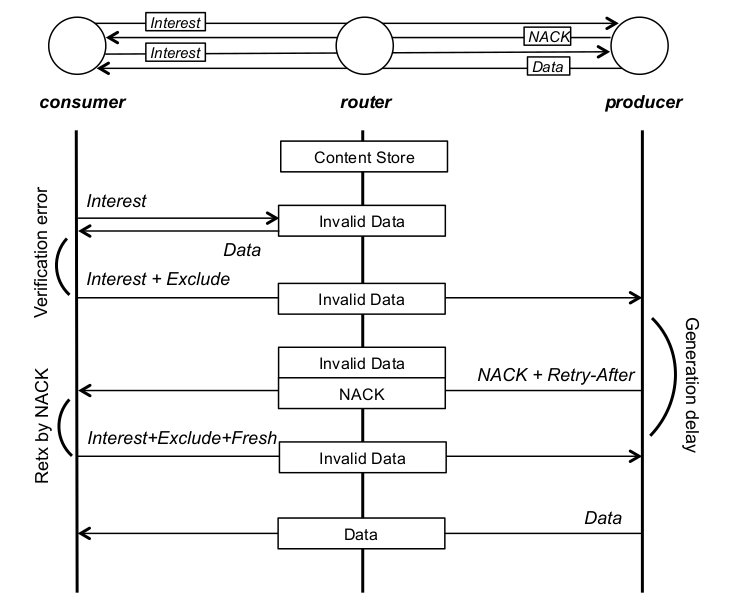 Interest
NACK
Interest
Data
consumer
router
producer
Content Store
Interest
Invalid Data
Data
Verification error
Interest + Exclude
Invalid Data
Invalid Data
NACK + Retry-After
NACK
Generation delay
Retx by NACK
Interest+Exclude+Fresh
Invalid Data
Data
Data